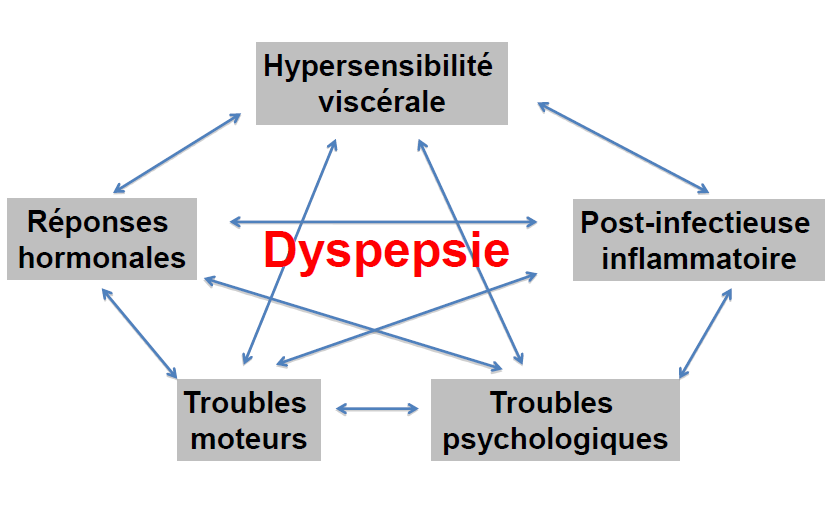 Hypersensibilité
viscérale
Réponses
hormonales
Dyspepsie
Post-infectieuse
inflammatoire
Troubles
moteurs
Troubles
psychologiques